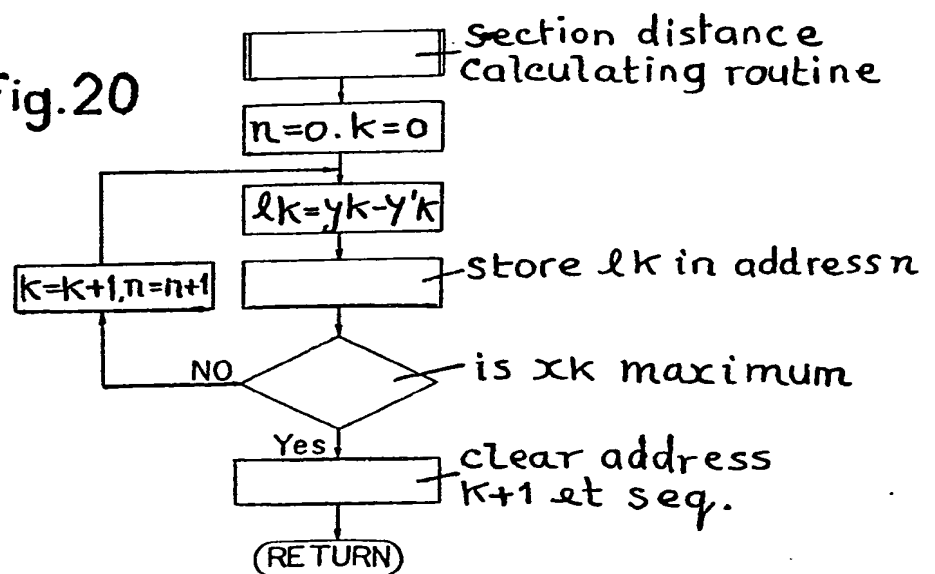 Fig.20
section distance
calculating routine
n=0.k=0
lk=yk-y'k
store lk in address n
k=k+1,n=n+1
is xk maximum
NO
Yes
clear address
k+1 et seq.
RETURN